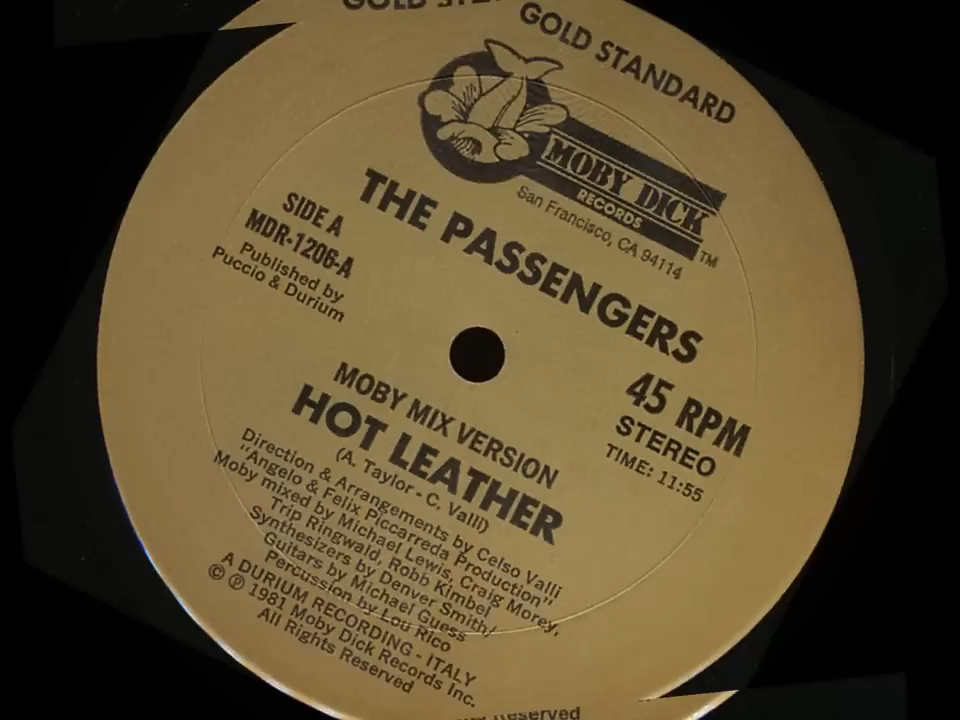 GOLD STANDARD
GOLD
MOBY DICK
RECORDS
TM
San Francisco, CA 94114
THE PASSENGERS
SIDE A
MDR-1206-A
Published by
Puccio & Durium
45 RPM
STEREO
TIME: 11:55
MOBY MIX VERSION
HOT LEATHER
(A. Taylor - C. Valli)
Direction & Arrangements by Celso Valli
"Angelo & Felix Piccarreda Production"
Moby mixed by Michael Lewis, Craig Morey,
Trip Ringwald, Robb Kimbel
Synthesizers by Denver Smith/
Guitars by Michael Guess
Percussion by Lou Rico
A DURIUM RECORDING - ITALY
© ℗ 1981 Moby Dick Records Inc.
All Rights Reserved
Reserved